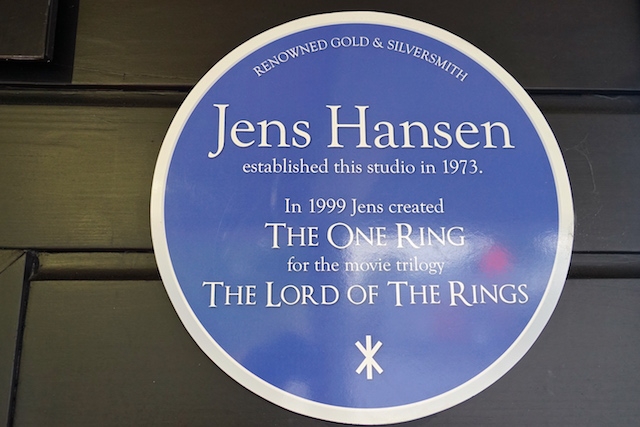 RENOWNED GOLD & SILVERSMITH
Jens Hansen
established this studio in 1973.
In 1999 Jens created
THE ONE RING
for the movie trilogy
THE LORD OF THE RINGS